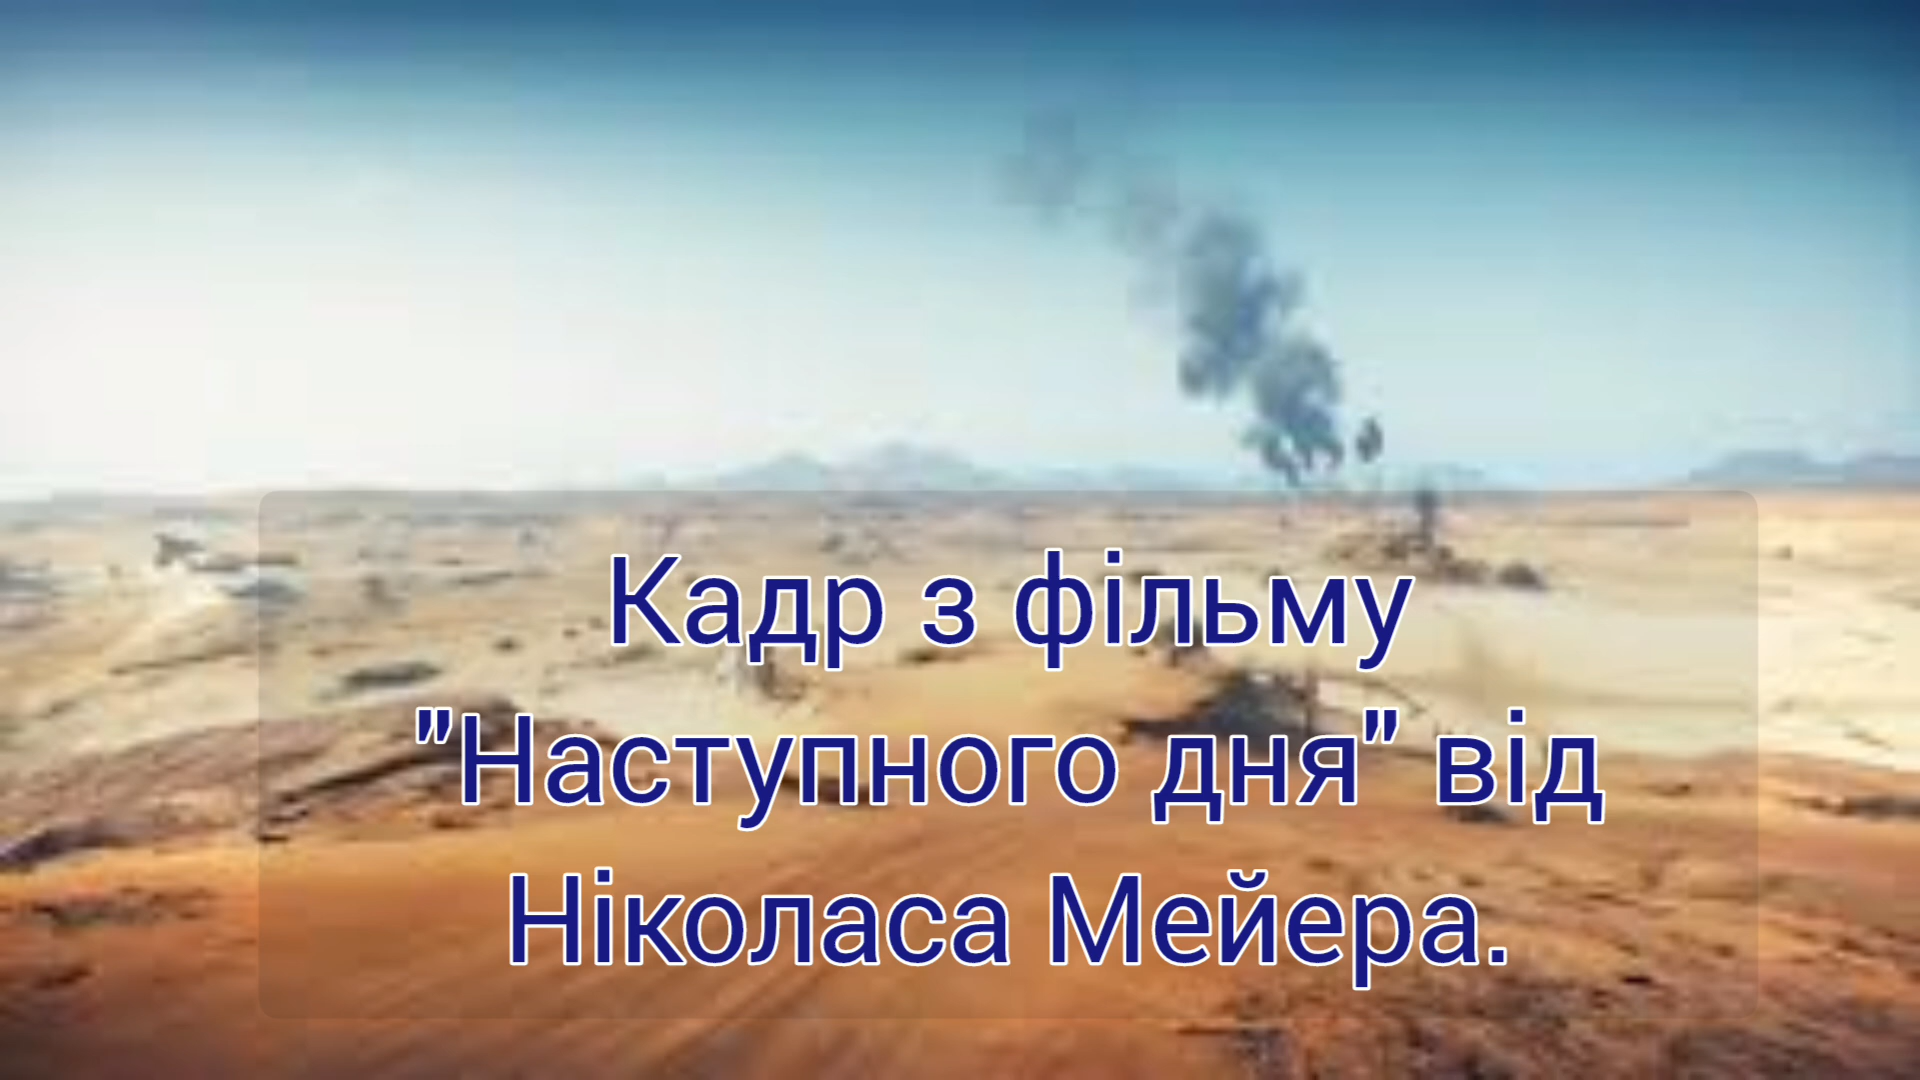 Кадр з фільму
"Наступного дня" від
Ніколаса Мейера.